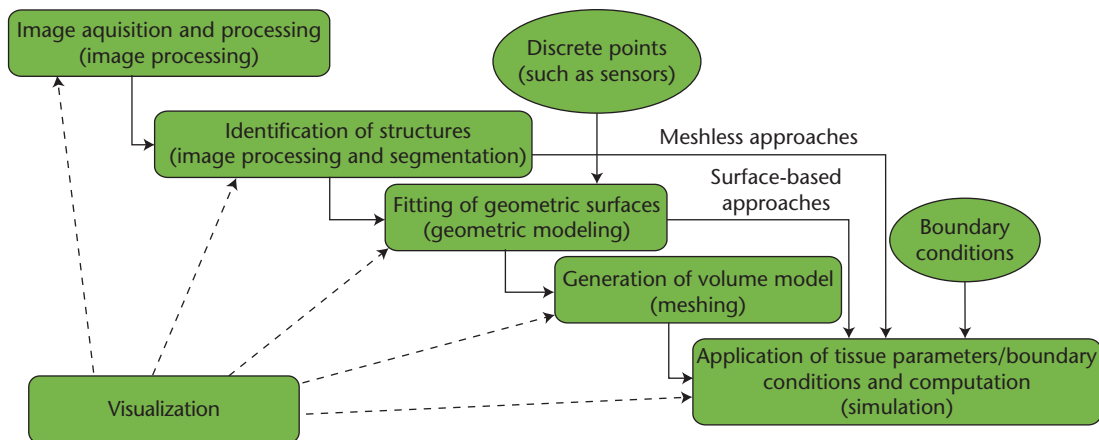 Image aquisition and processing
(image processing)
Discrete points
(such as sensors)
Identification of structures
(image processing and segmentation)
Meshless approaches
Surface-based
approaches
Fitting of geometric surfaces
(geometric modeling)
Boundary
conditions
Generation of volume model
(meshing)
Application of tissue parameters/boundary
conditions and computation
(simulation)
Visualization